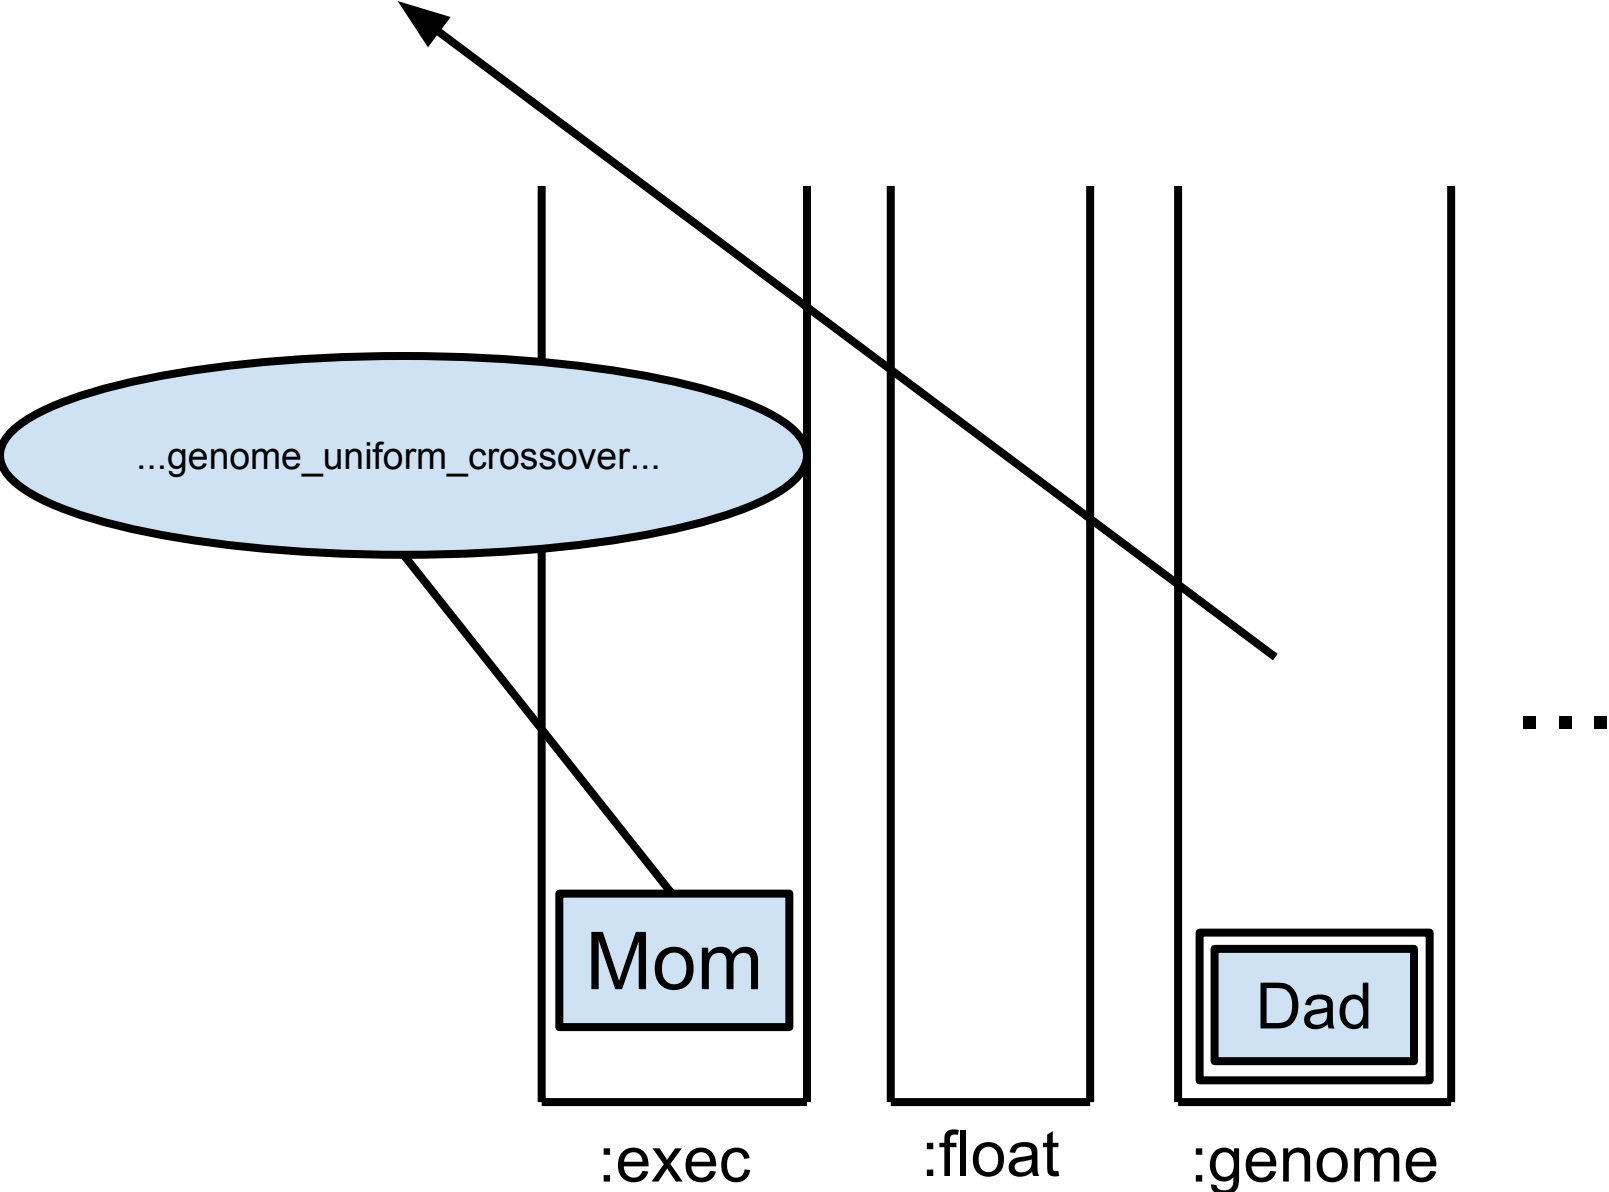 ...genome_uniform_crossover...
Mom
Dad
:exec
:float
:genome
...